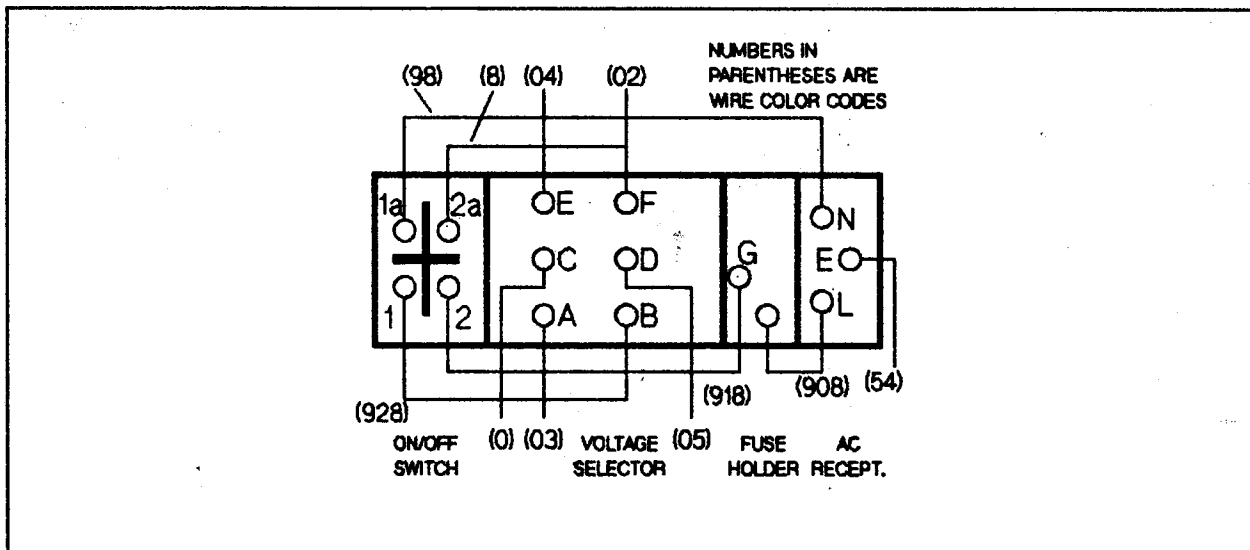 NUMBERS IN
PARENTHESES ARE
WIRE COLOR CODES
(98) (8) (04) (02)
1a 2a E F N
C D G E
1 2 A B L
(928) (0) (03) (05) (918) (908) (54)
ON/OFF
SWITCH
VOLTAGE
SELECTOR
FUSE
HOLDER
AC
RECEPT.